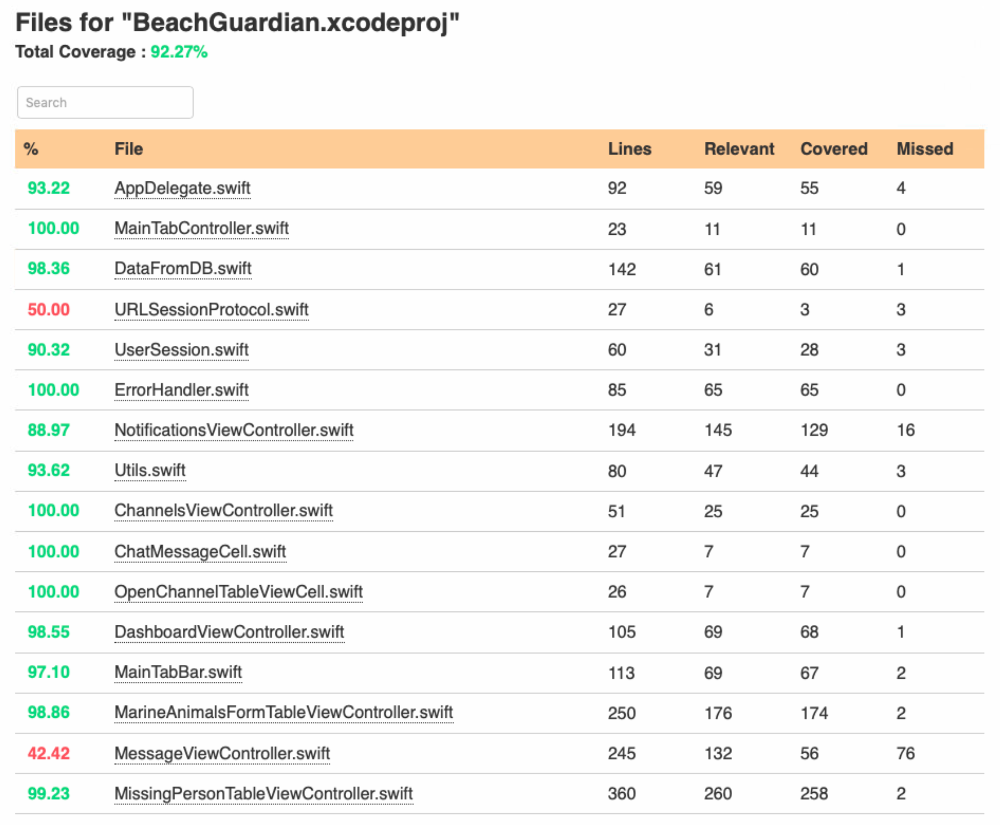 Files for "BeachGuardian.xcodeproj"
Total Coverage : 92.27%
Search
% File Lines Relevant Covered Missed
93.22 AppDelegate.swift 92 59 55 4
100.00 MainTabController.swift 23 11 11 0
98.36 DataFromDB.swift 142 61 60 1
50.00 URLSessionProtocol.swift 27 6 3 3
90.32 UserSession.swift 60 31 28 3
100.00 ErrorHandler.swift 85 65 65 0
88.97 NotificationsViewController.swift 194 145 129 16
93.62 Utils.swift 80 47 44 3
100.00 ChannelsViewController.swift 51 25 25 0
100.00 ChatMessageCell.swift 27 7 7 0
100.00 OpenChannelTableViewCell.swift 26 7 7 0
98.55 DashboardViewController.swift 105 69 68 1
97.10 MainTabBar.swift 113 69 67 2
98.86 MarineAnimalsFormTableViewController.swift 250 176 174 2
42.42 MessageViewController.swift 245 132 56 76
99.23 MissingPersonTableViewController.swift 360 260 258 2